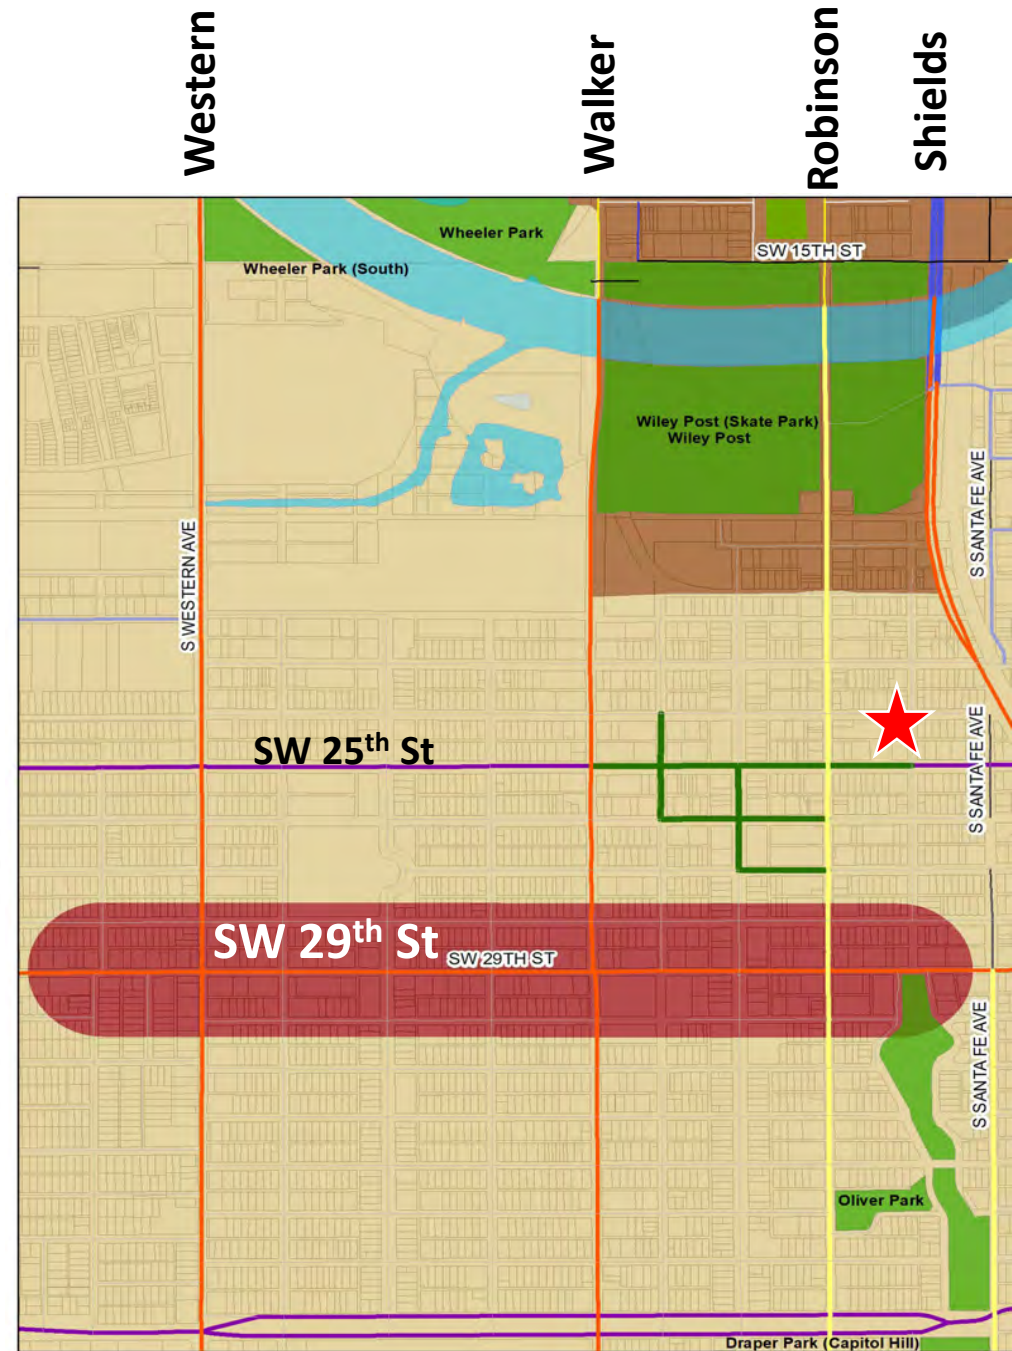 Western
Walker
Robinson
Shields
Wheeler Park
SW 15TH ST
Wheeler Park (South)
Wiley Post (Skate Park)
Wiley Post
S SANTA FE AVE
S WESTERN AVE
SW 25th St
S SANTA FE AVE
SW 29th St
SW 29TH ST
S SANTA FE AVE
Oliver Park
Draper Park (Capitol Hill)